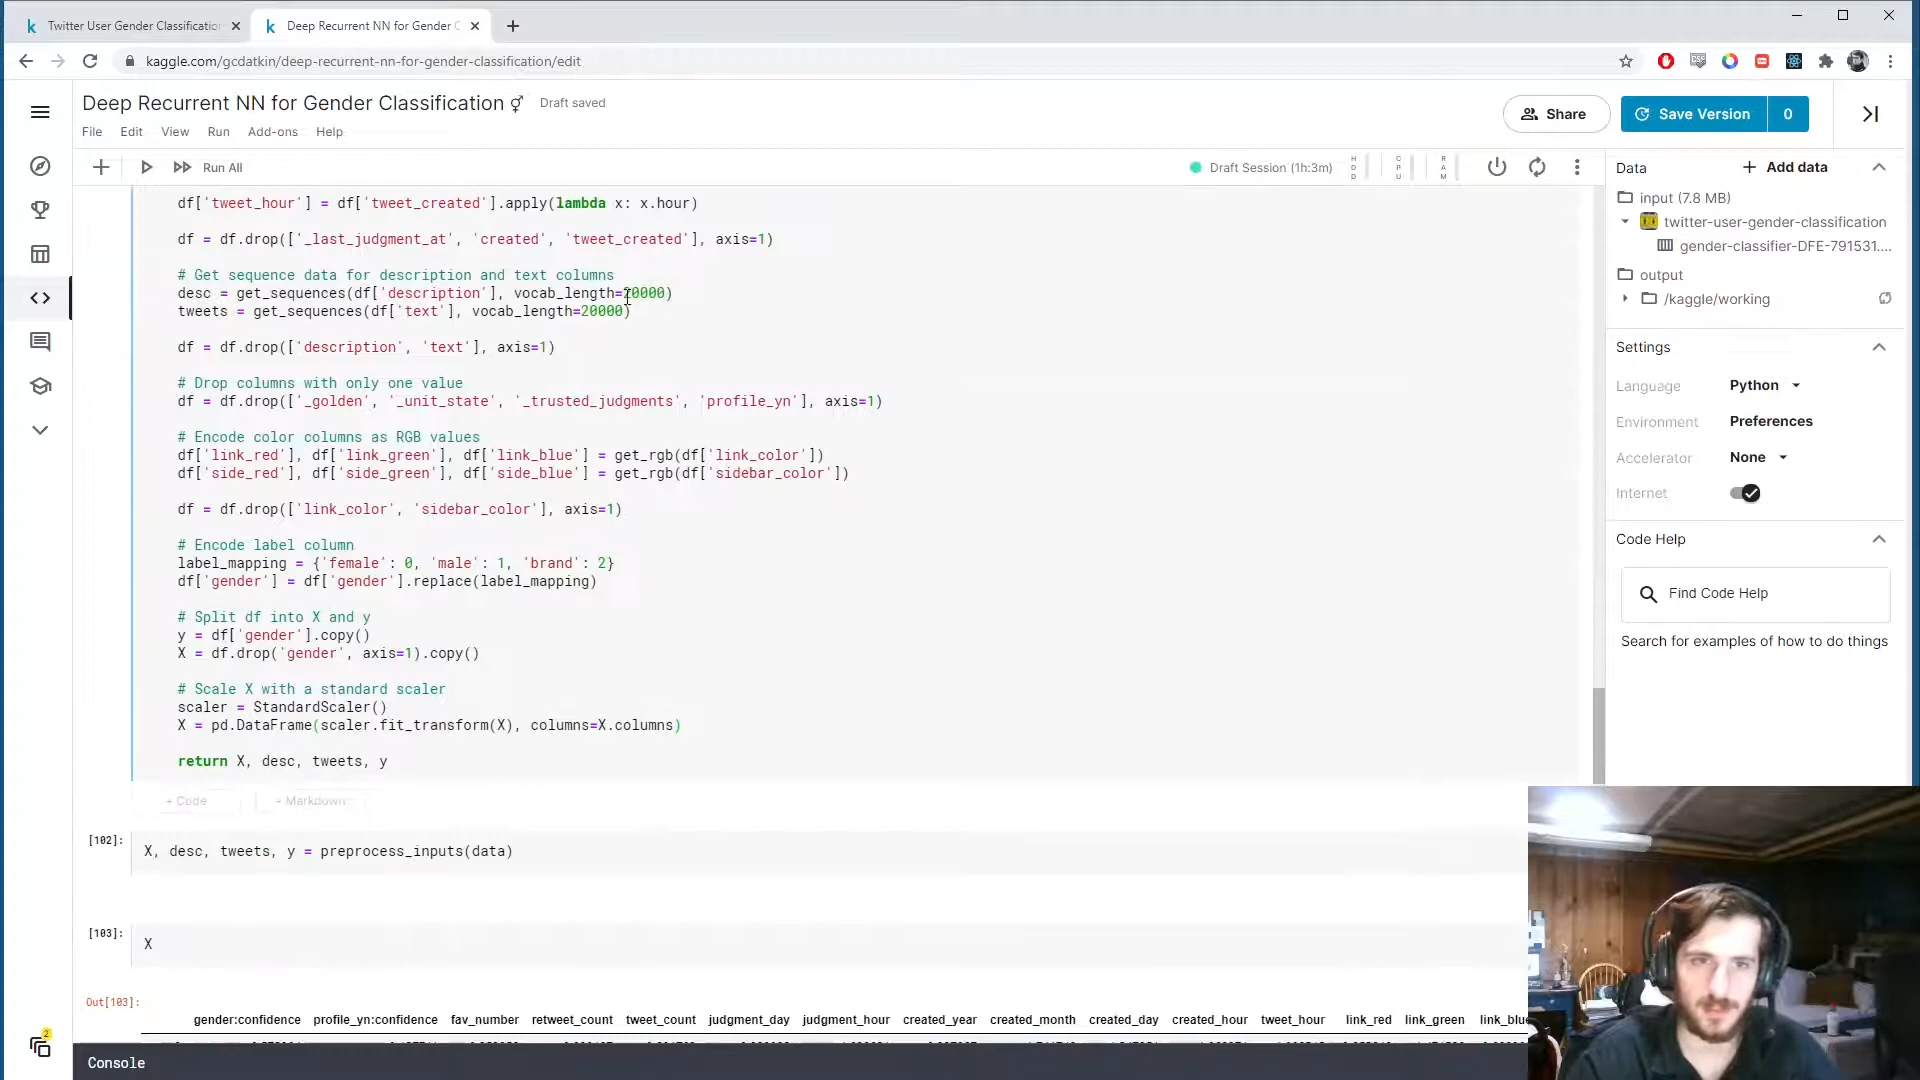 Twitter User Gender Classification
Deep Recurrent NN for Gender C
kaggle.com/gcdatkin/deep-recurrent-nn-for-gender-classification/edit
Deep Recurrent NN for Gender Classification ⚥
Draft saved
File Edit View Run Add-ons Help
Share
Save Version 0
Run All
Draft Session (1h:3m)
HDD
CPU
RAM
df['tweet_hour'] = df['tweet_created'].apply(lambda x: x.hour)
df = df.drop(['_last_judgment_at', 'created', 'tweet_created'], axis=1)
# Get sequence data for description and text columns
desc = get_sequences(df['description'], vocab_length=20000)
tweets = get_sequences(df['text'], vocab_length=20000)
df = df.drop(['description', 'text'], axis=1)
# Drop columns with only one value
df = df.drop(['_golden', '_unit_state', '_trusted_judgments', 'profile_yn'], axis=1)
# Encode color columns as RGB values
df['link_red'], df['link_green'], df['link_blue'] = get_rgb(df['link_color'])
df['side_red'], df['side_green'], df['side_blue'] = get_rgb(df['sidebar_color'])
df = df.drop(['link_color', 'sidebar_color'], axis=1)
# Encode label column
label_mapping = {'female': 0, 'male': 1, 'brand': 2}
df['gender'] = df['gender'].replace(label_mapping)
# Split df into X and y
y = df['gender'].copy()
X = df.drop('gender', axis=1).copy()
# Scale X with a standard scaler
scaler = StandardScaler()
X = pd.DataFrame(scaler.fit_transform(X), columns=X.columns)
return X, desc, tweets, y
+ Code + Markdown
[102]:
X, desc, tweets, y = preprocess_inputs(data)
[103]:
X
Out[103]:
gender:confidence profile_yn:confidence fav_number retweet_count tweet_count judgment_day judgment_hour created_year created_month created_day created_hour tweet_hour link_red link_green link_blue
Console
2
Data
Add data
input (7.8 MB)
twitter-user-gender-classification
gender-classifier-DFE-791531....
output
/kaggle/working
Settings
Language Python
Environment Preferences
Accelerator None
Internet
Code Help
Find Code Help
Search for examples of how to do things